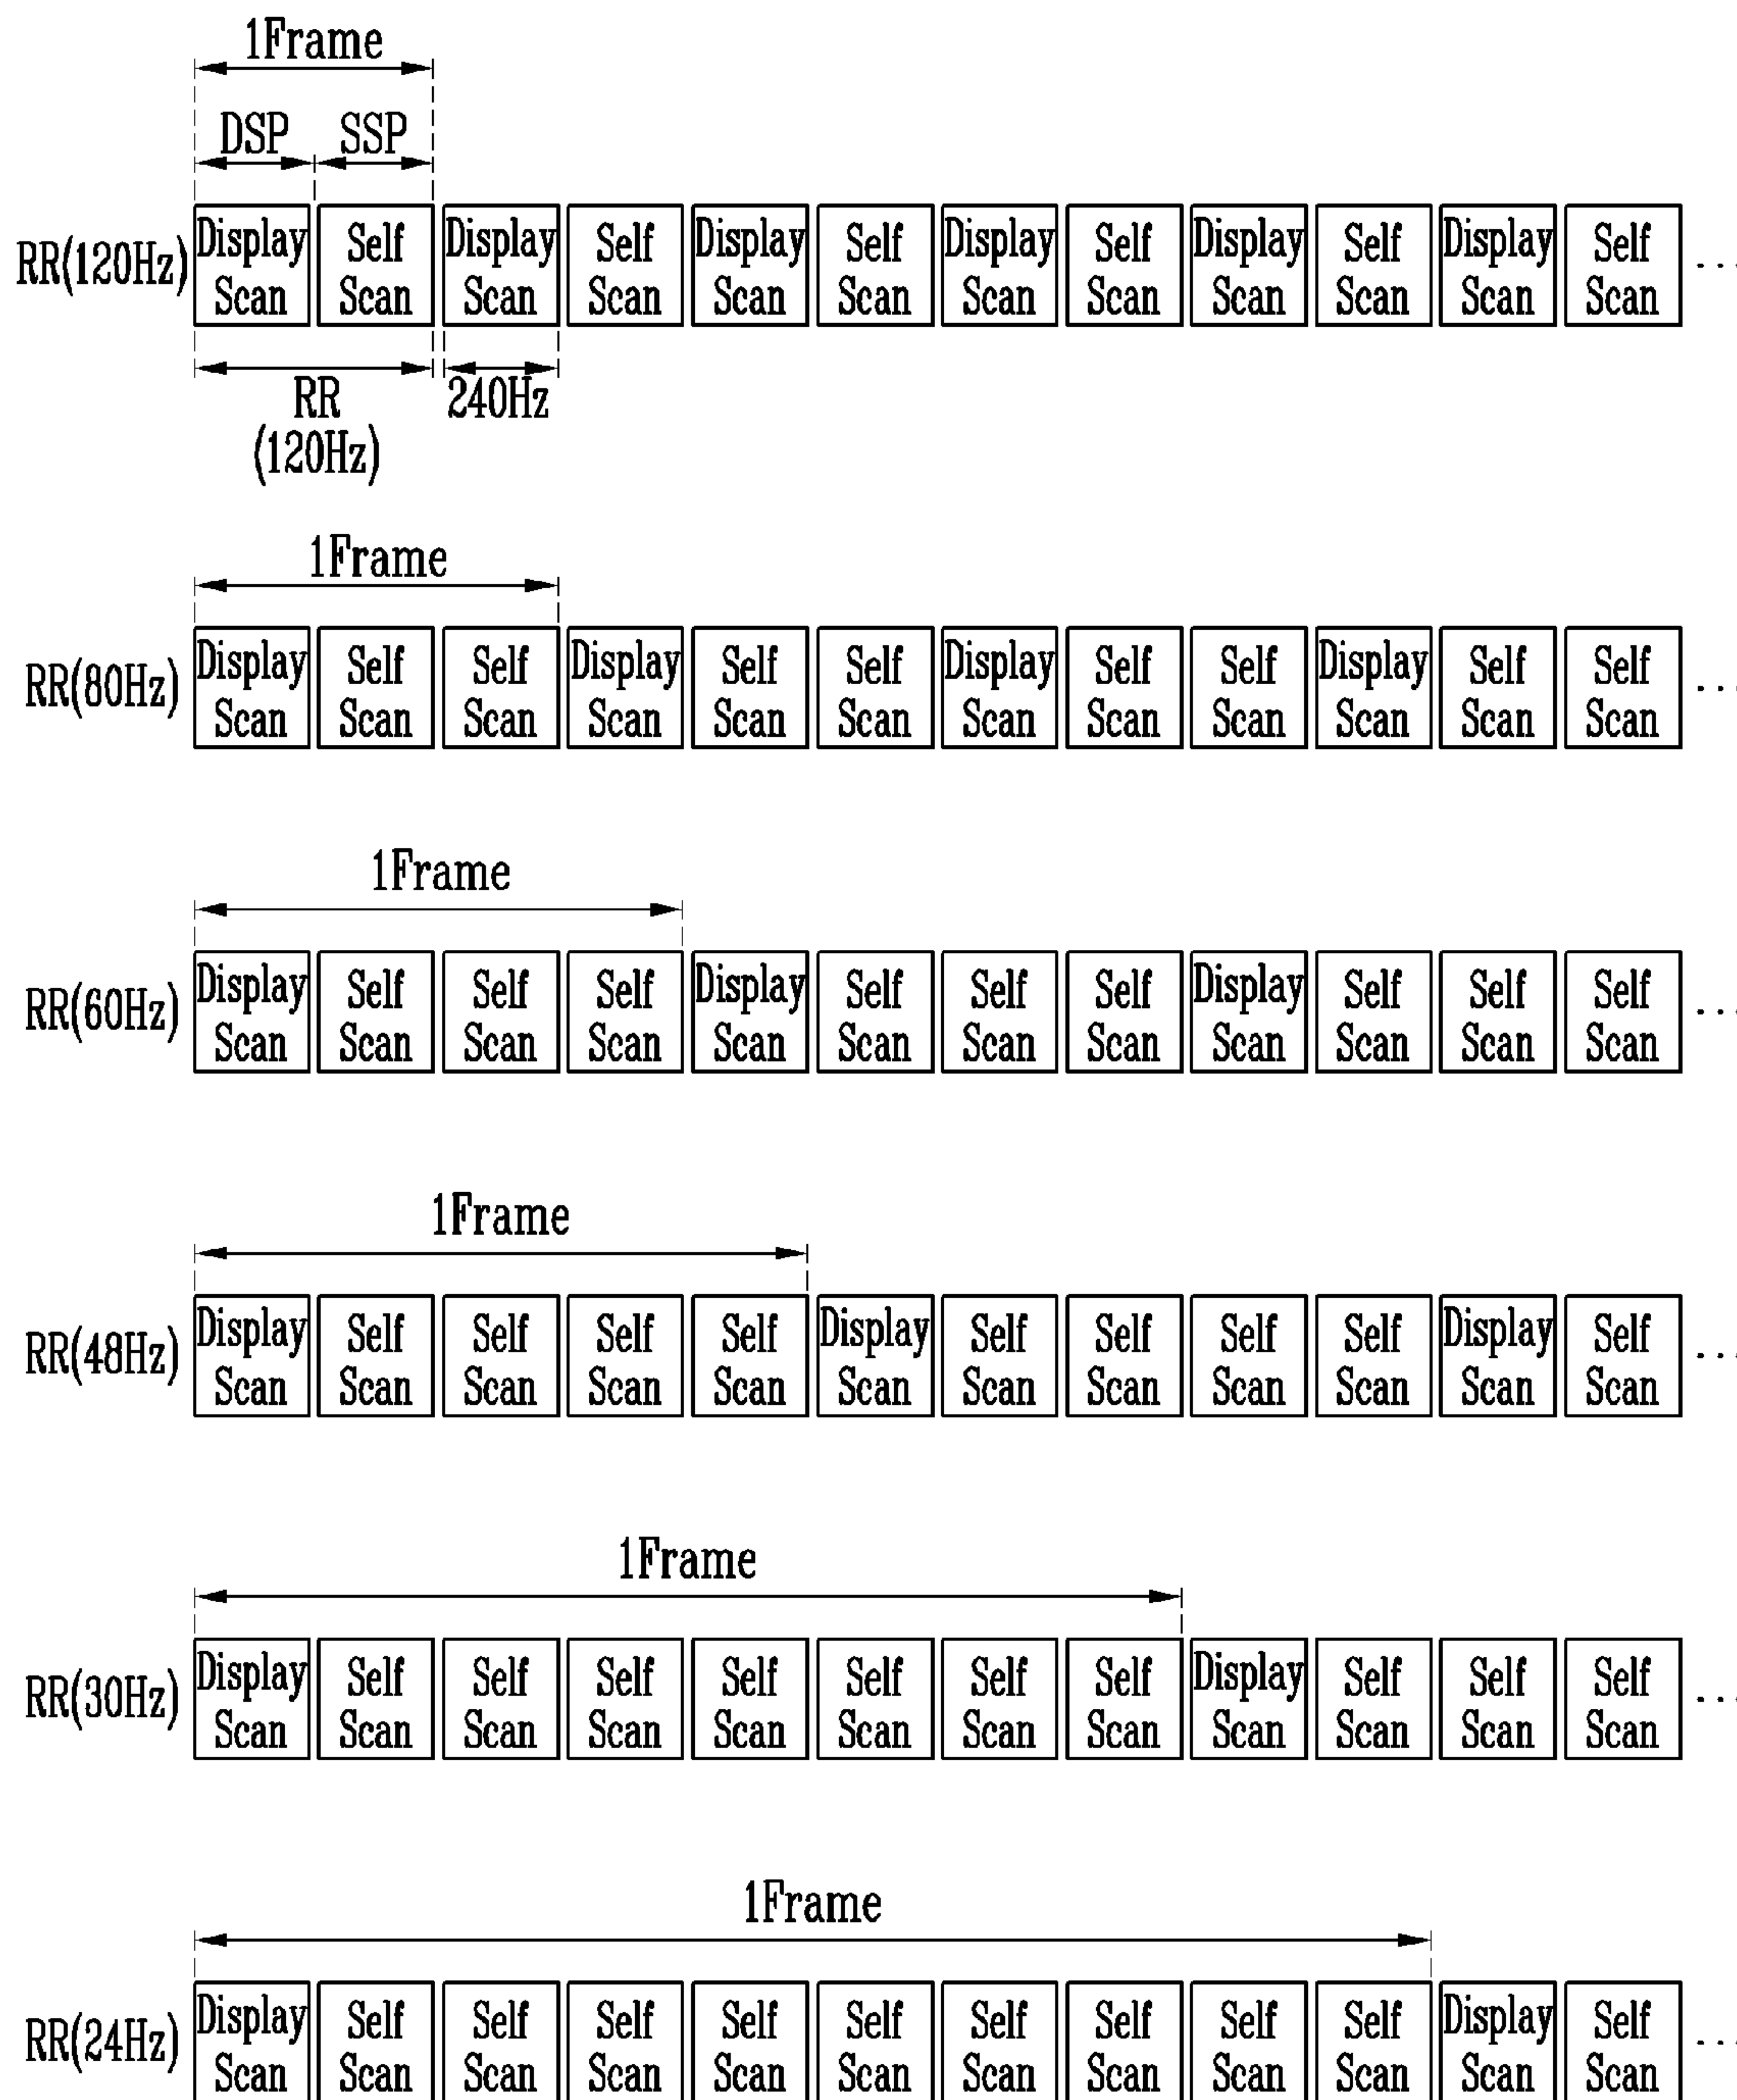 1Frame
DSP SSP
RR(120Hz) Display Self Display Self Display Self Display Self Display Self Display Self
Scan Scan Scan Scan Scan Scan Scan Scan Scan Scan Scan Scan ...
RR 240Hz
(120Hz)
1Frame
RR(80Hz) Display Self Self Display Self Self Display Self Self Display Self Self
Scan Scan Scan Scan Scan Scan Scan Scan Scan Scan Scan Scan ...
1Frame
RR(60Hz) Display Self Self Self Display Self Self Self Display Self Self Self
Scan Scan Scan Scan Scan Scan Scan Scan Scan Scan Scan Scan ...
1Frame
RR(48Hz) Display Self Self Self Self Display Self Self Self Self Display Self
Scan Scan Scan Scan Scan Scan Scan Scan Scan Scan Scan Scan ...
1Frame
RR(30Hz) Display Self Self Self Self Self Self Self Display Self Self Self
Scan Scan Scan Scan Scan Scan Scan Scan Scan Scan Scan Scan ...
1Frame
RR(24Hz) Display Self Self Self Self Self Self Self Self Self Display Self
Scan Scan Scan Scan Scan Scan Scan Scan Scan Scan Scan Scan ...